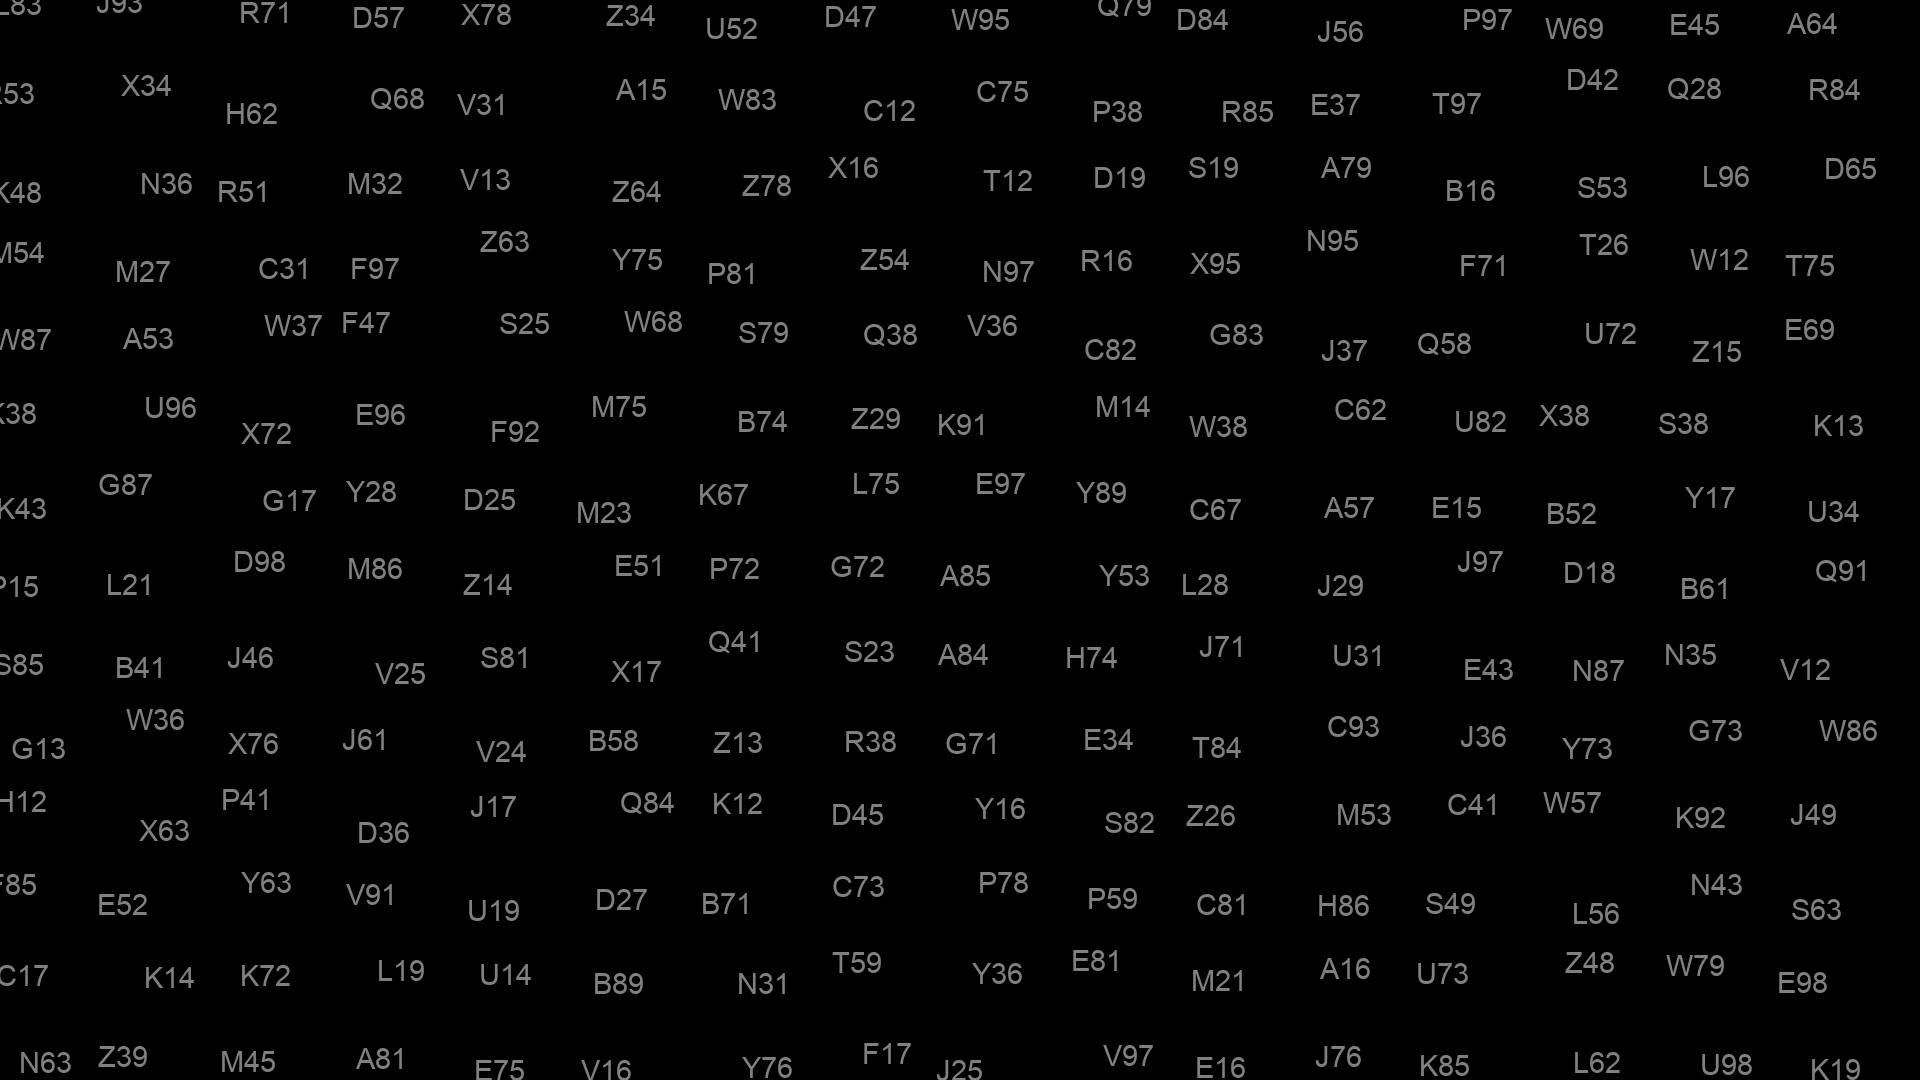 L83 J93 R71 D57 X78 Z34 U52 D47 W95 Q79 D84 J56 P97 W69 E45 A64
X34 H62 Q68 V31 A15 W83 C12 C75 P38 R85 E37 T97 D42 Q28 R84
K48 N36 R51 M32 V13 Z64 Z78 X16 T12 D19 S19 A79 B16 S53 L96 D65
M54 M27 C31 F97 Z63 Y75 P81 Z54 N97 R16 X95 N95 F71 T26 W12 T75
W87 A53 W37 F47 S25 W68 S79 Q38 V36 C82 G83 J37 Q58 U72 Z15 E69
U96 X72 E96 F92 M75 B74 Z29 K91 M14 W38 C62 U82 X38 S38 K13
K43 G87 G17 Y28 D25 M23 K67 L75 E97 Y89 C67 A57 E15 B52 Y17 U34
P15 L21 D98 M86 Z14 E51 P72 G72 A85 Y53 L28 J29 J97 D18 B61 Q91
S85 B41 J46 V25 S81 X17 Q41 S23 A84 H74 J71 U31 E43 N87 N35 V12
G13 W36 X76 J61 V24 B58 Z13 R38 G71 E34 T84 C93 J36 Y73 G73 W86
H12 X63 P41 D36 J17 Q84 K12 D45 Y16 S82 Z26 M53 C41 W57 K92 J49
E52 Y63 V91 U19 D27 B71 C73 P78 P59 C81 H86 S49 L56 N43 S63
C17 K14 K72 L19 U14 B89 N31 T59 Y36 E81 M21 A16 U73 Z48 W79 E98
N63 Z39 M45 A81 E75 V16 Y76 F17 J25 V97 E16 J76 K85 L62 U98 K19